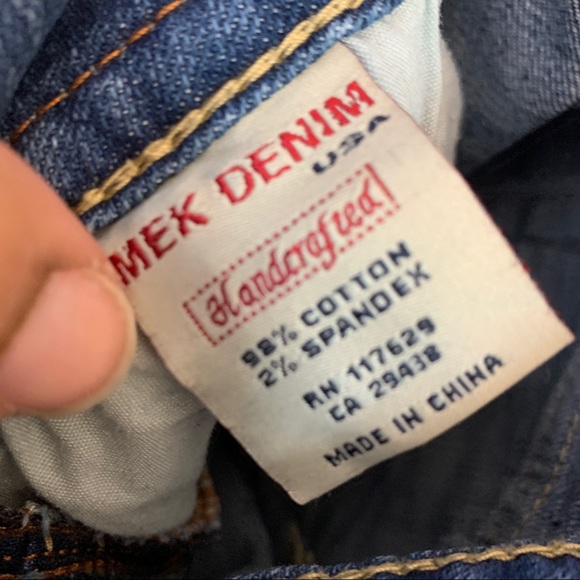 MEK DENIM
USA
Handcrafted
98% COTTON
2% SPANDEX
RN 117629
CA 29438
MADE IN CHINA